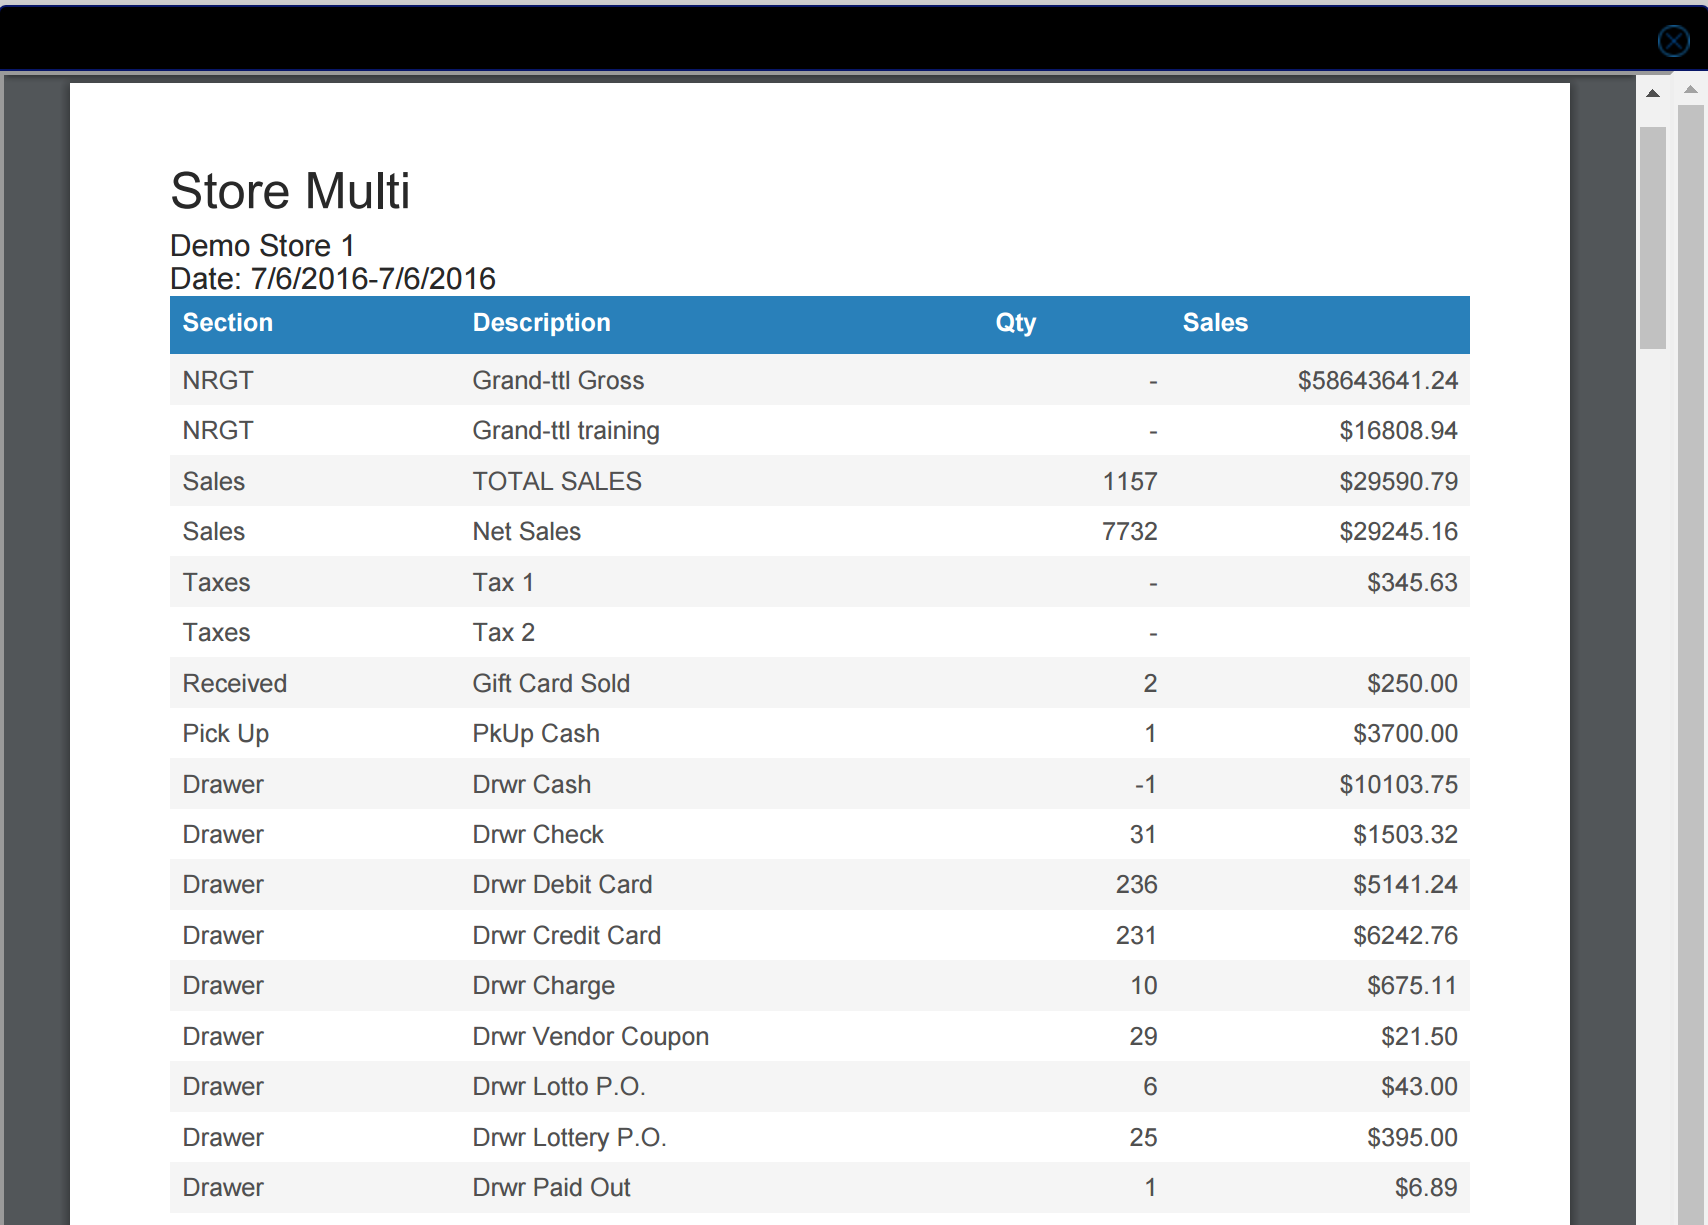 Store Multi
Demo Store 1
Date: 7/6/2016-7/6/2016
Section Description Qty Sales
NRGT Grand-ttl Gross - $58643641.24
NRGT Grand-ttl training - $16808.94
Sales TOTAL SALES 1157 $29590.79
Sales Net Sales 7732 $29245.16
Taxes Tax 1 - $345.63
Taxes Tax 2 -
Received Gift Card Sold 2 $250.00
Pick Up PkUp Cash 1 $3700.00
Drawer Drwr Cash -1 $10103.75
Drawer Drwr Check 31 $1503.32
Drawer Drwr Debit Card 236 $5141.24
Drawer Drwr Credit Card 231 $6242.76
Drawer Drwr Charge 10 $675.11
Drawer Drwr Vendor Coupon 29 $21.50
Drawer Drwr Lotto P.O. 6 $43.00
Drawer Drwr Lottery P.O. 25 $395.00
Drawer Drwr Paid Out 1 $6.89